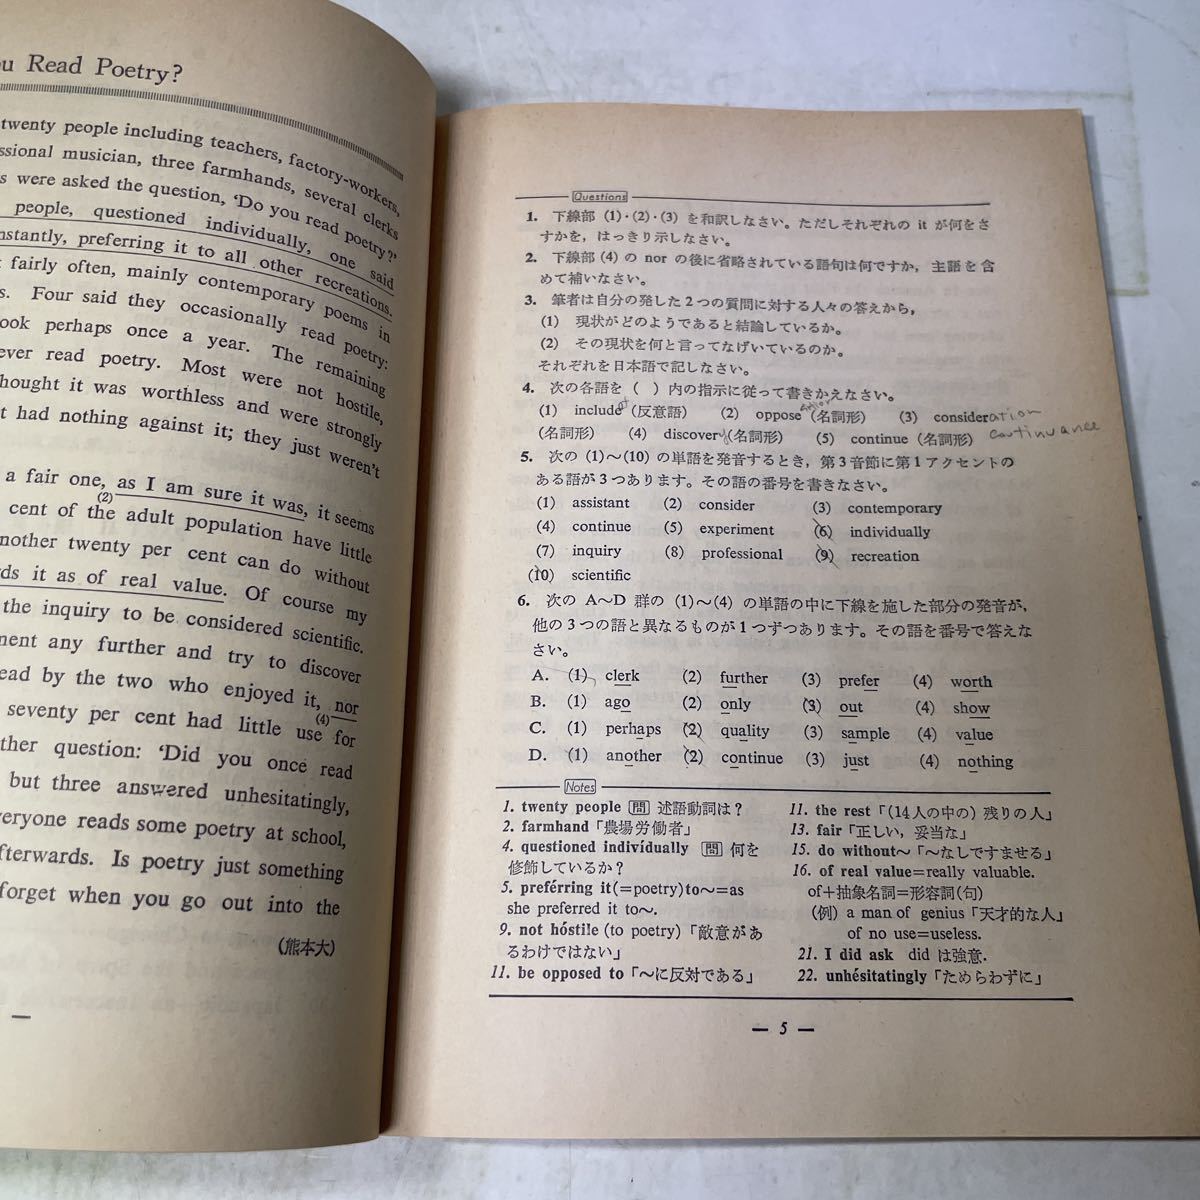 u Read Poetry?
twenty people including teachers, factory-workers,
ssional musician, three farmhands, several clerks
s were asked the question, 'Do you read poetry?'
people, questioned individually, one said
nstantly, preferring it to all other recreations.
fairly often, mainly contemporary poems in
s. Four said they occasionally read poetry:
ook perhaps once a year. The remaining
ever read poetry. Most were not hostile,
hought it was worthless and were strongly
t had nothing against it; they just weren't
a fair one, as I am sure it was, it seems
(2)
cent of the adult population have little
nother twenty per cent can do without
ds it as of real value. Of course my
the inquiry to be considered scientific.
ment any further and try to discover
ead by the two who enjoyed it, nor
(4)
seventy per cent had little use for
ther question: 'Did you once read
but three answered unhesitatingly,
veryone reads some poetry at school,
fterwards. Is poetry just something
forget when you go out into the
(熊本大)
Questions
1. 下線部 (1)・(2)・(3) を和訳しなさい。ただしそれぞれの it が何をさ
すかを，はっきり示しなさい。
2. 下線部 (4) の nor の後に省略されている語句は何ですか，主語を含
めて補いなさい。
3. 筆者は自分の発した2つの質問に対する人々の答えから，
(1) 現状がどのようであると結論しているか。
(2) その現状を何と言ってなげいているのか。
それぞれを日本語で記しなさい。
4. 次の各語を ( ) 内の指示に従って書きかえなさい。
(1) include (反意語) (2) oppose (名詞形) (3) consideration
(名詞形) (4) discovery (名詞形) (5) continue (名詞形) continuance
5. 次の (1)〜(10) の単語を発音するとき，第3音節に第1アクセントの
ある語が3つあります。その語の番号を書きなさい。
(1) assistant (2) consider (3) contemporary
(4) continue (5) experiment (6) individually
(7) inquiry (8) professional (9) recreation
(10) scientific
6. 次の A〜D 群の (1)〜(4) の単語の中に下線を施した部分の発音が，
他の3つの語と異なるものが1つずつあります。その語を番号で答えな
さい。
A. (1) clerk (2) further (3) prefer (4) worth
B. (1) ago (2) only (3) out (4) show
C. (1) perhaps (2) quality (3) sample (4) value
D. (1) another (2) continue (3) just (4) nothing
Notes
1. twenty people 問 述語動詞は？
2. farmhand「農場労働者」
4. questioned indivídually 問 何を
修飾しているか？
5. preférring it(=poetry)to〜=as
she preferred it to〜.
9. not hóstile (to poetry)「敵意があ
るわけではない」
11. be opposed to「〜に反対である」
11. the rest「(14人の中の) 残りの人」
13. fair「正しい，妥当な」
15. do without〜「〜なしですませる」
16. of real value=really valuable.
of+抽象名詞=形容詞(句)
(例) a man of genius「天才的な人」
of no use=useless.
21. I did ask did は強意.
22. unhésitatingly「ためらわずに」
— 5 —